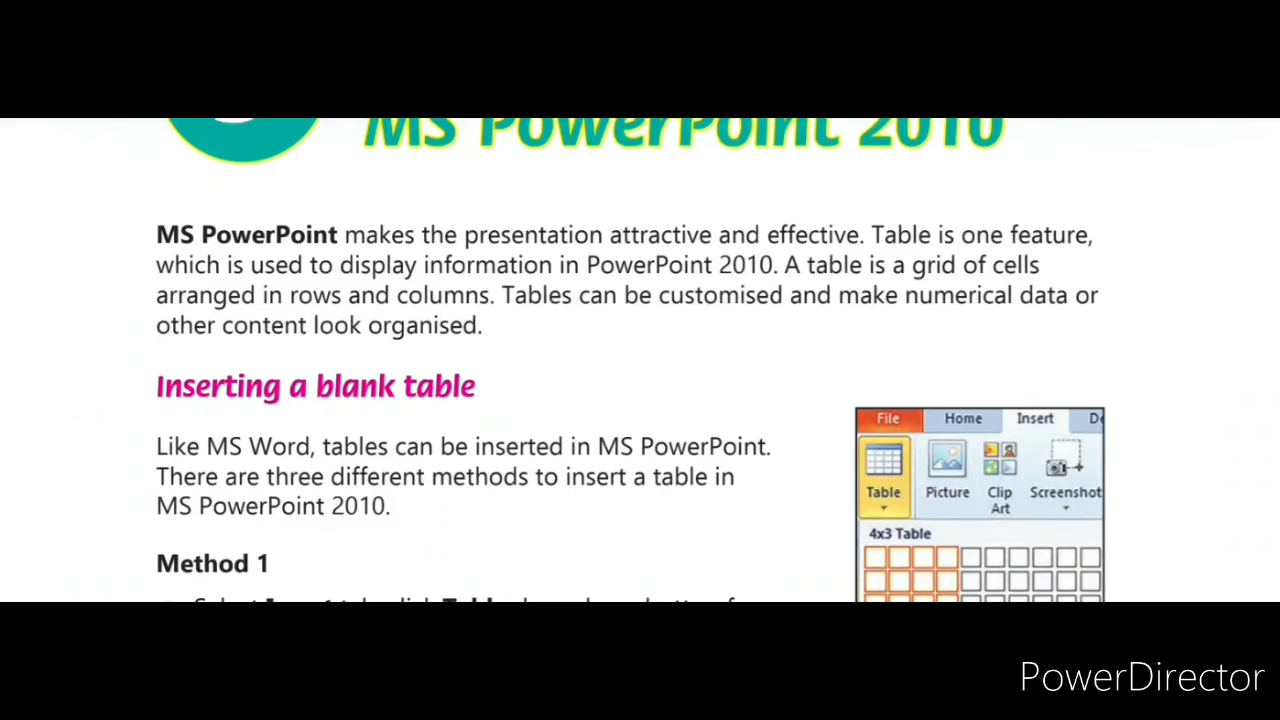 MS PowerPoint 2010
MS PowerPoint makes the presentation attractive and effective. Table is one feature,
which is used to display information in PowerPoint 2010. A table is a grid of cells
arranged in rows and columns. Tables can be customised and make numerical data or
other content look organised.
Inserting a blank table
Like MS Word, tables can be inserted in MS PowerPoint.
There are three different methods to insert a table in
MS PowerPoint 2010.
Method 1
File Home Insert
Table Picture Clip Art Screenshot
4x3 Table
PowerDirector